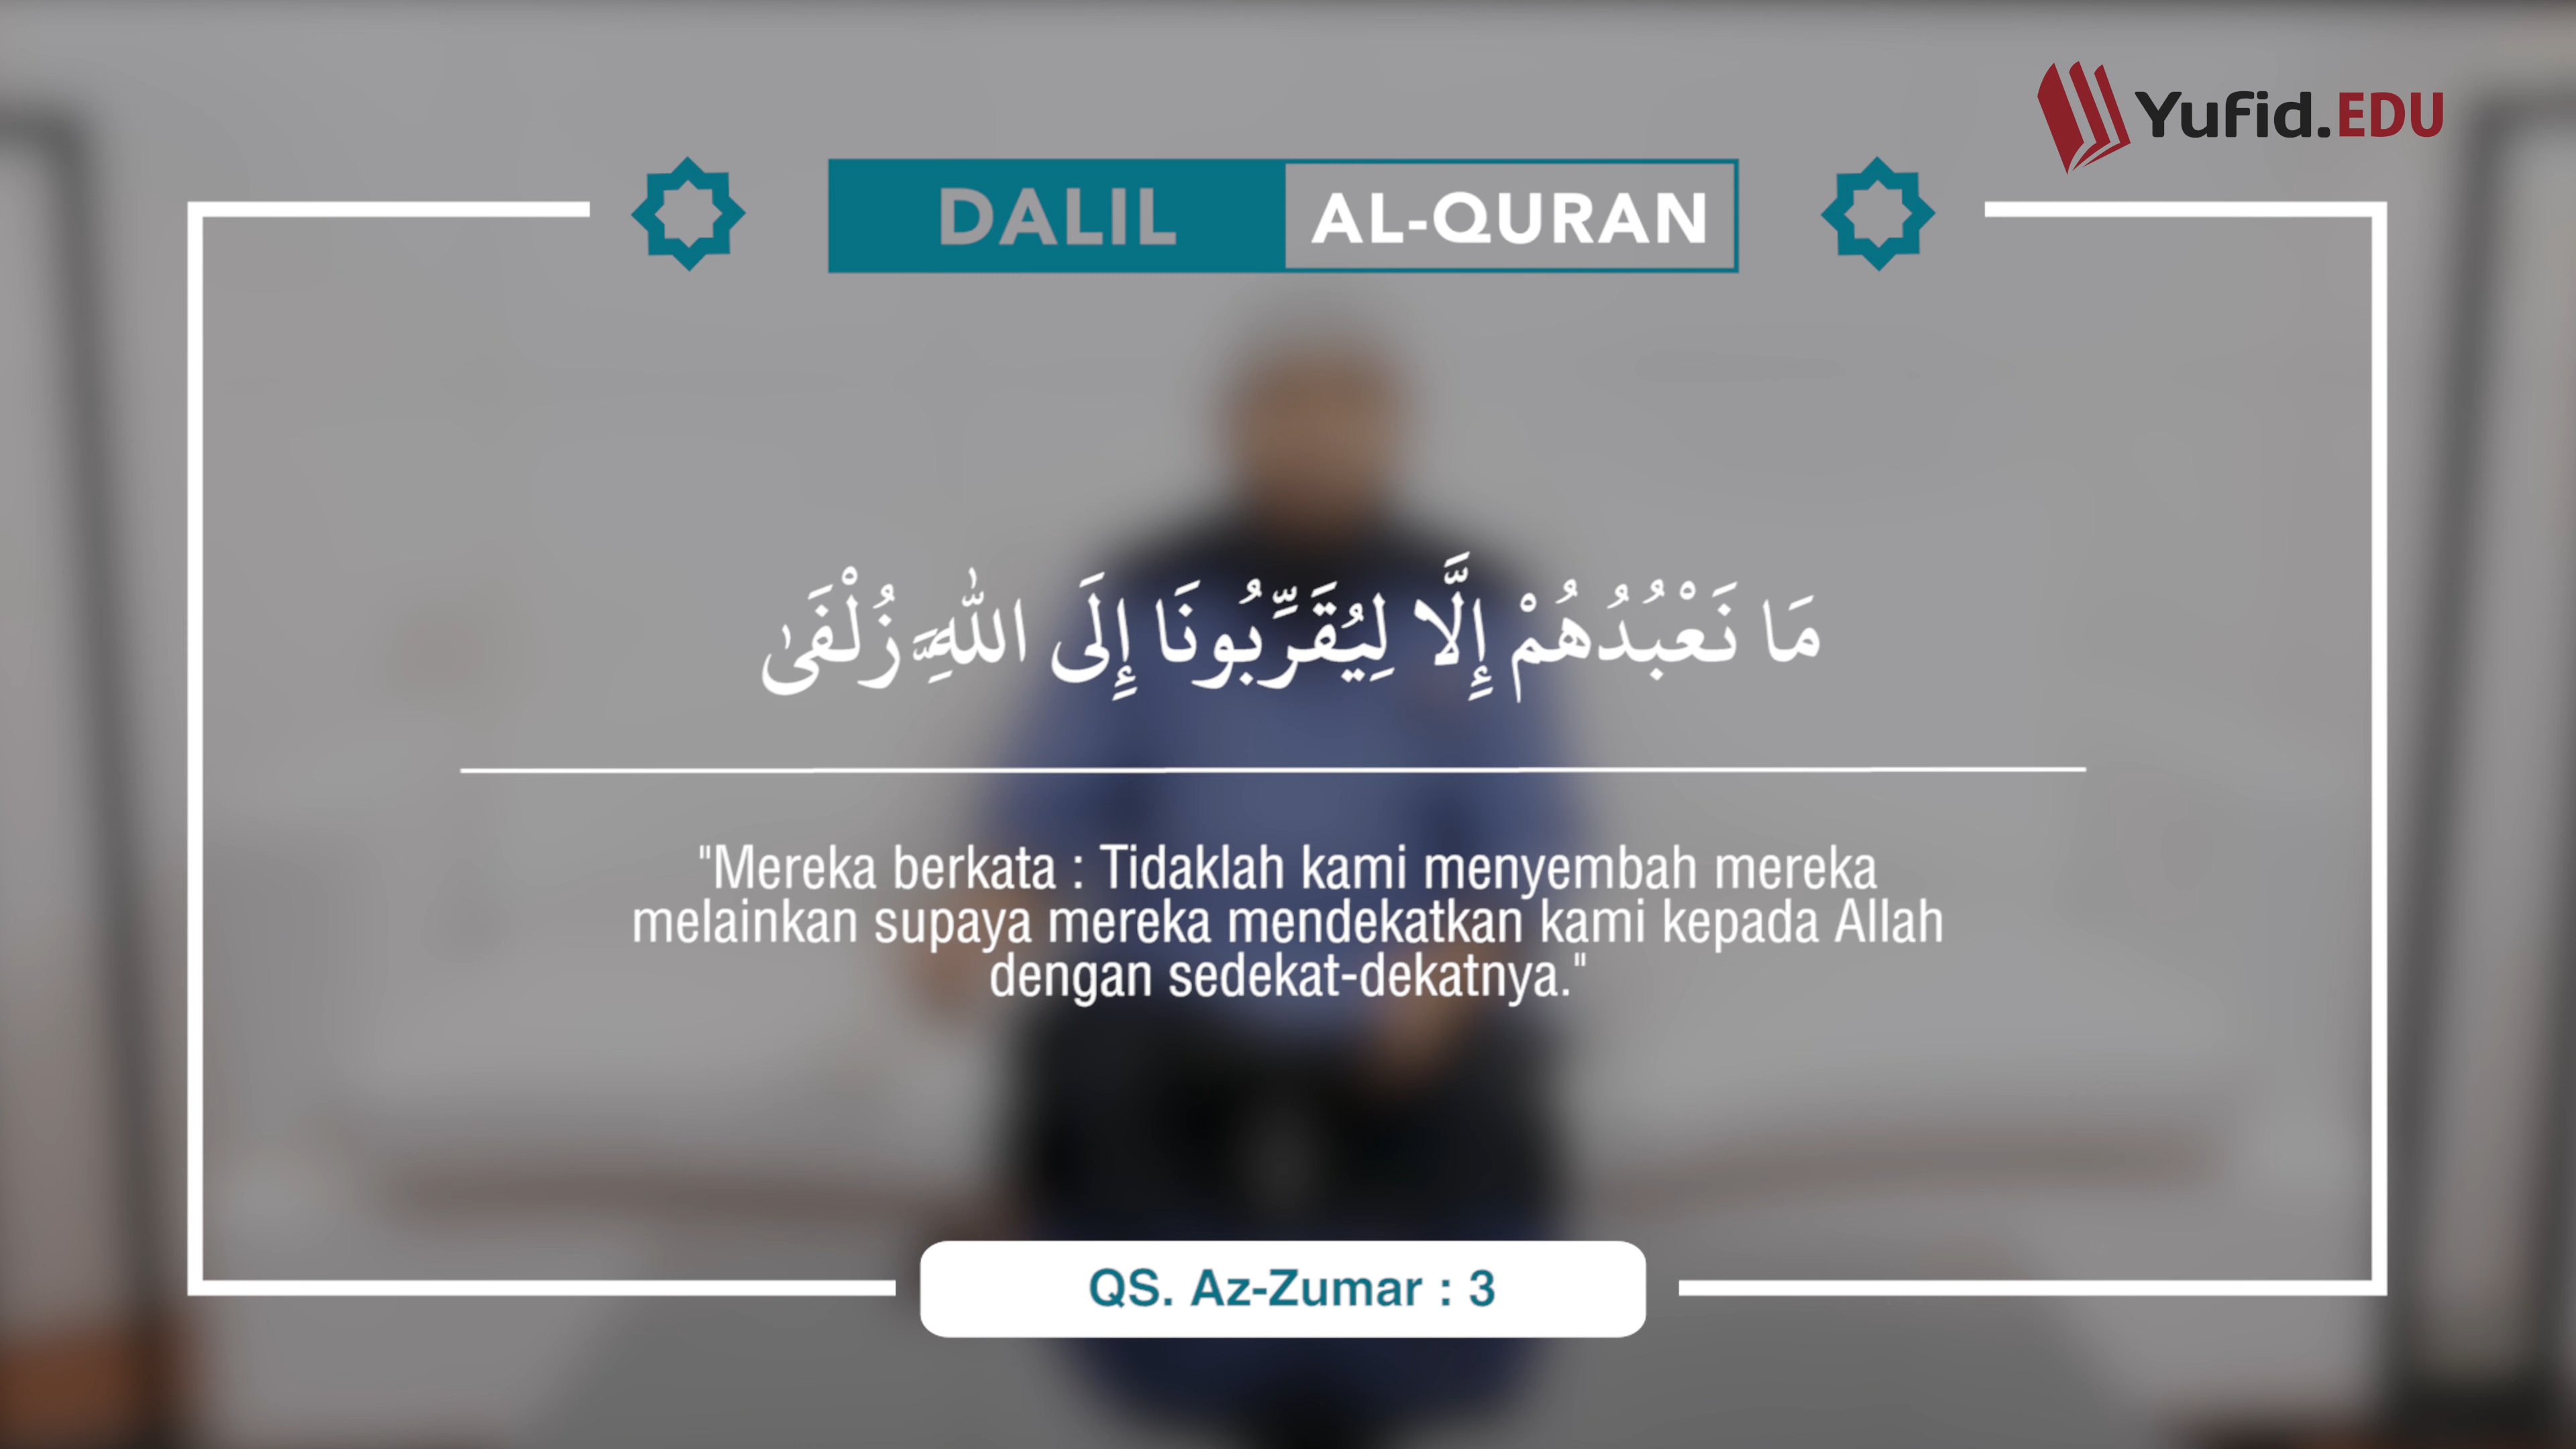 Yufid.EDU
DALIL AL-QURAN
مَا نَعْبُدُهُمْ إِلَّا لِيُقَرِّبُونَا إِلَى اللَّهِ زُلْفَىٰ
"Mereka berkata : Tidaklah kami menyembah mereka
melainkan supaya mereka mendekatkan kami kepada Allah
dengan sedekat-dekatnya."
QS. Az-Zumar : 3